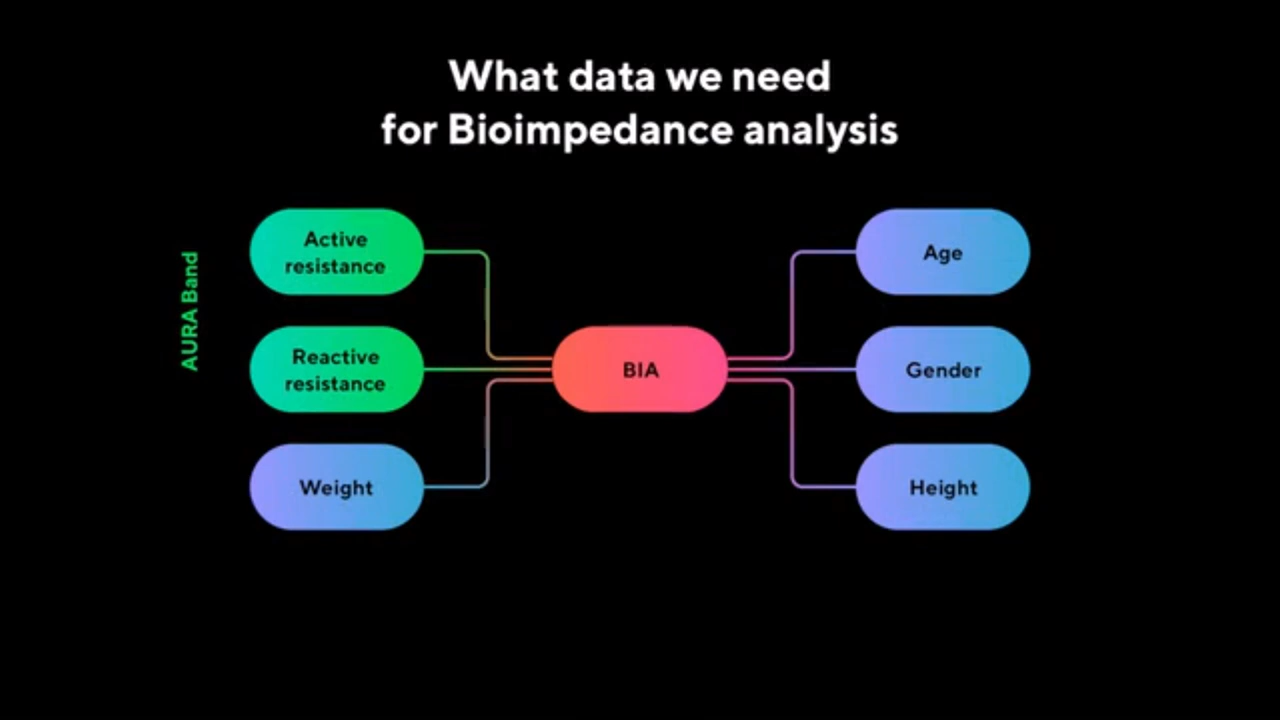 What data we need
for Bioimpedance analysis
AURA Band
Active
resistance
Reactive
resistance
Weight
BIA
Age
Gender
Height